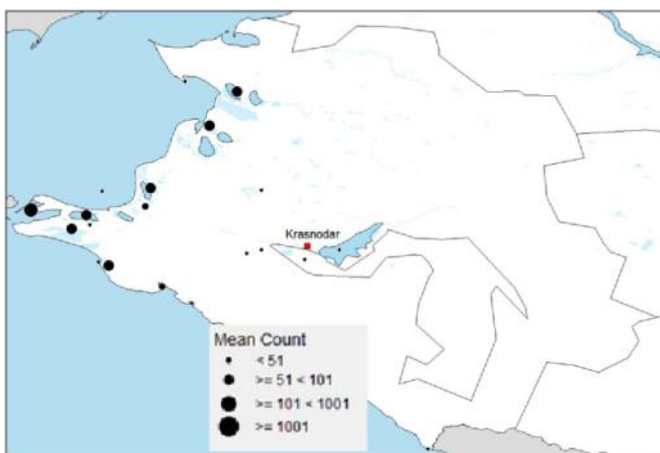 Krasnodar
Mean Count
< 51
>= 51 < 101
>= 101 < 1001
>= 1001